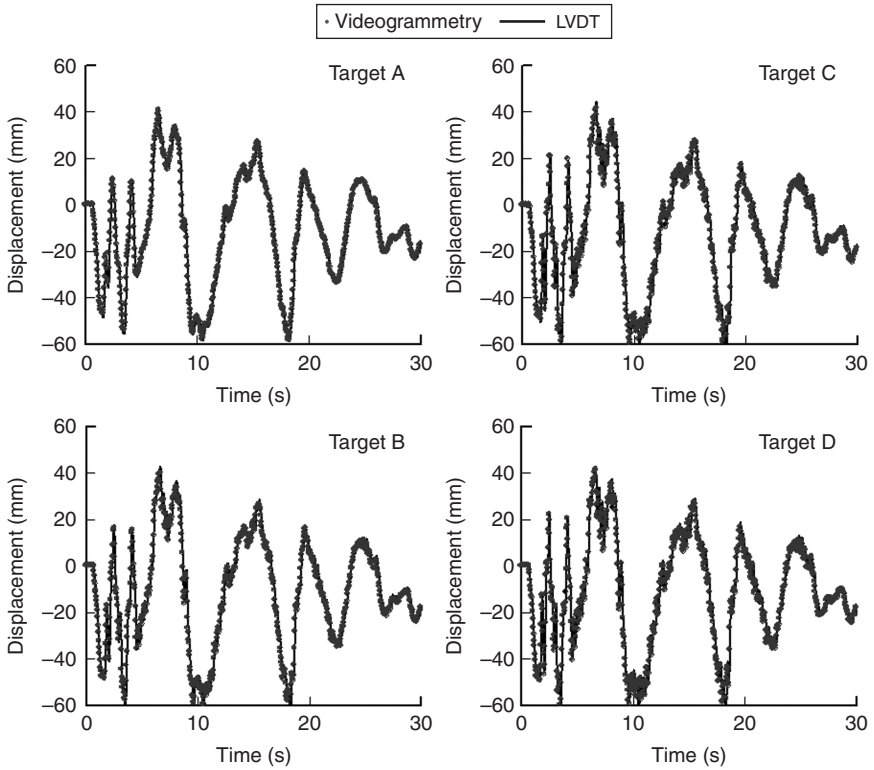 Videogrammetry LVDT
Target A
Displacement (mm)
60
40
20
0
–20
–40
–60
0 10 20 30
Time (s)
Target C
Displacement (mm)
60
40
20
0
–20
–40
–60
0 10 20 30
Time (s)
Target B
Displacement (mm)
60
40
20
0
–20
–40
–60
0 10 20 30
Time (s)
Target D
Displacement (mm)
60
40
20
0
–20
–40
–60
0 10 20 30
Time (s)